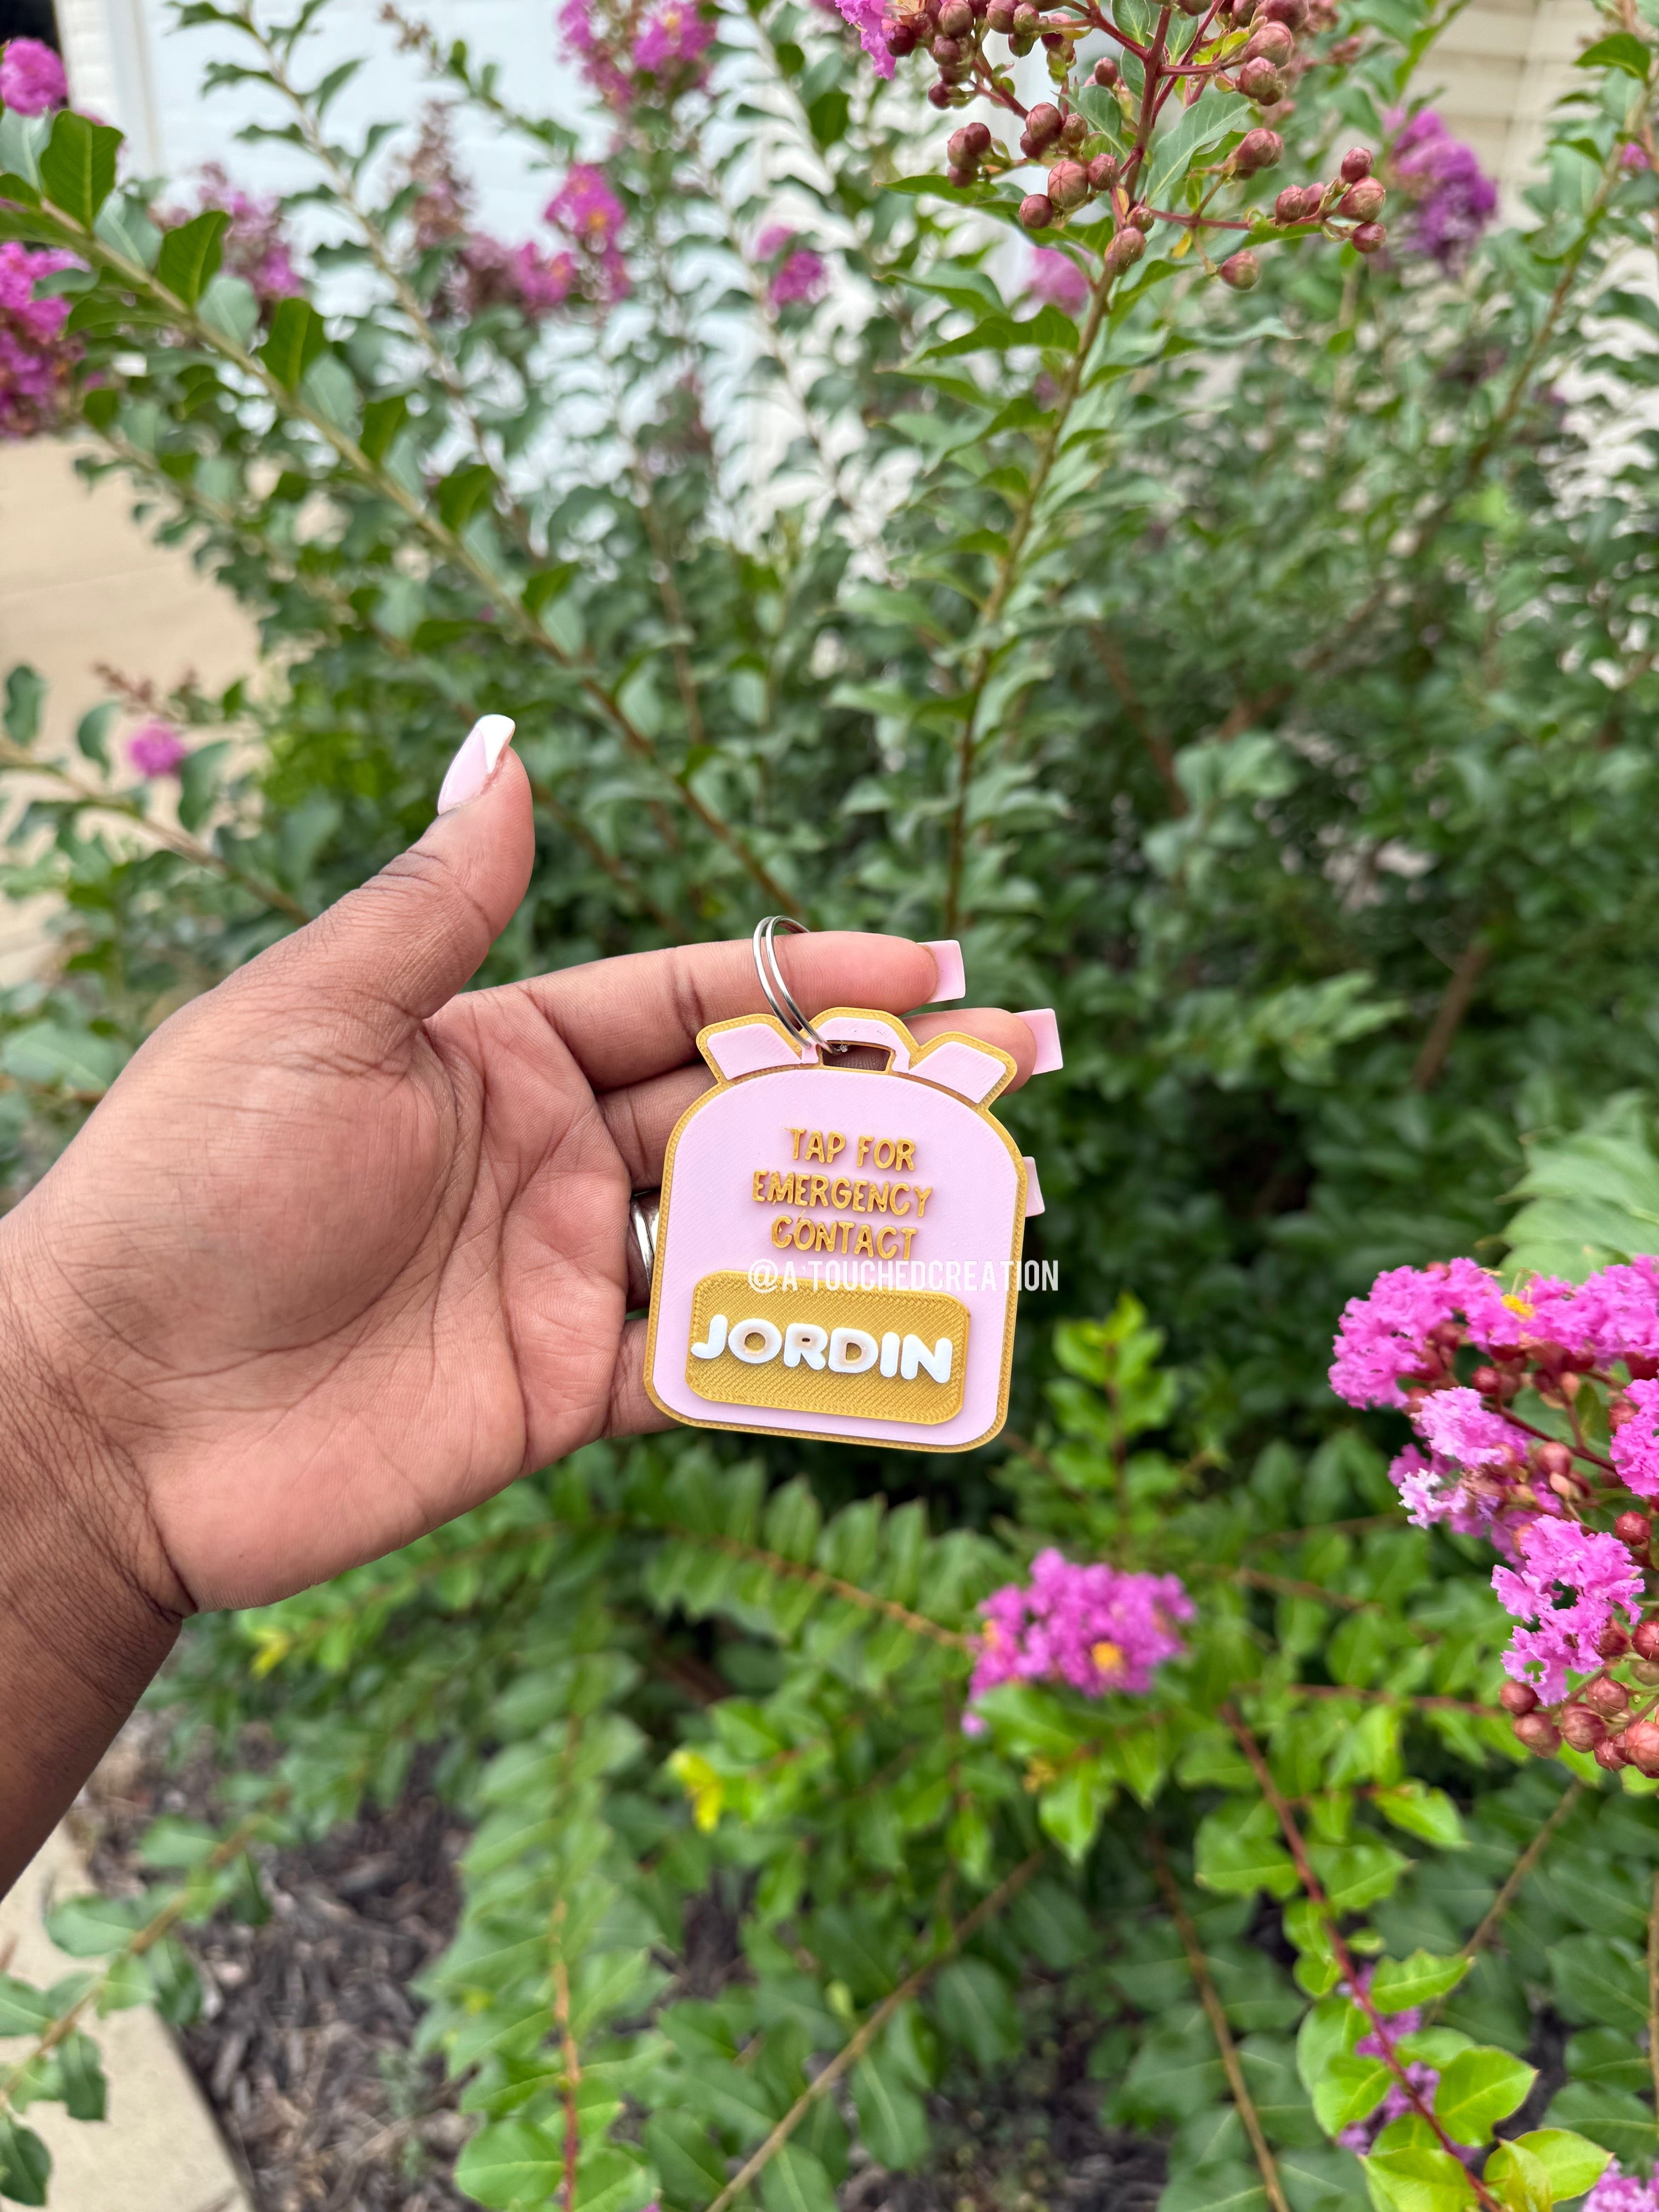 TAP FOR
EMERGENCY
CONTACT
@A TOUCHEDCREATION
JORDIN